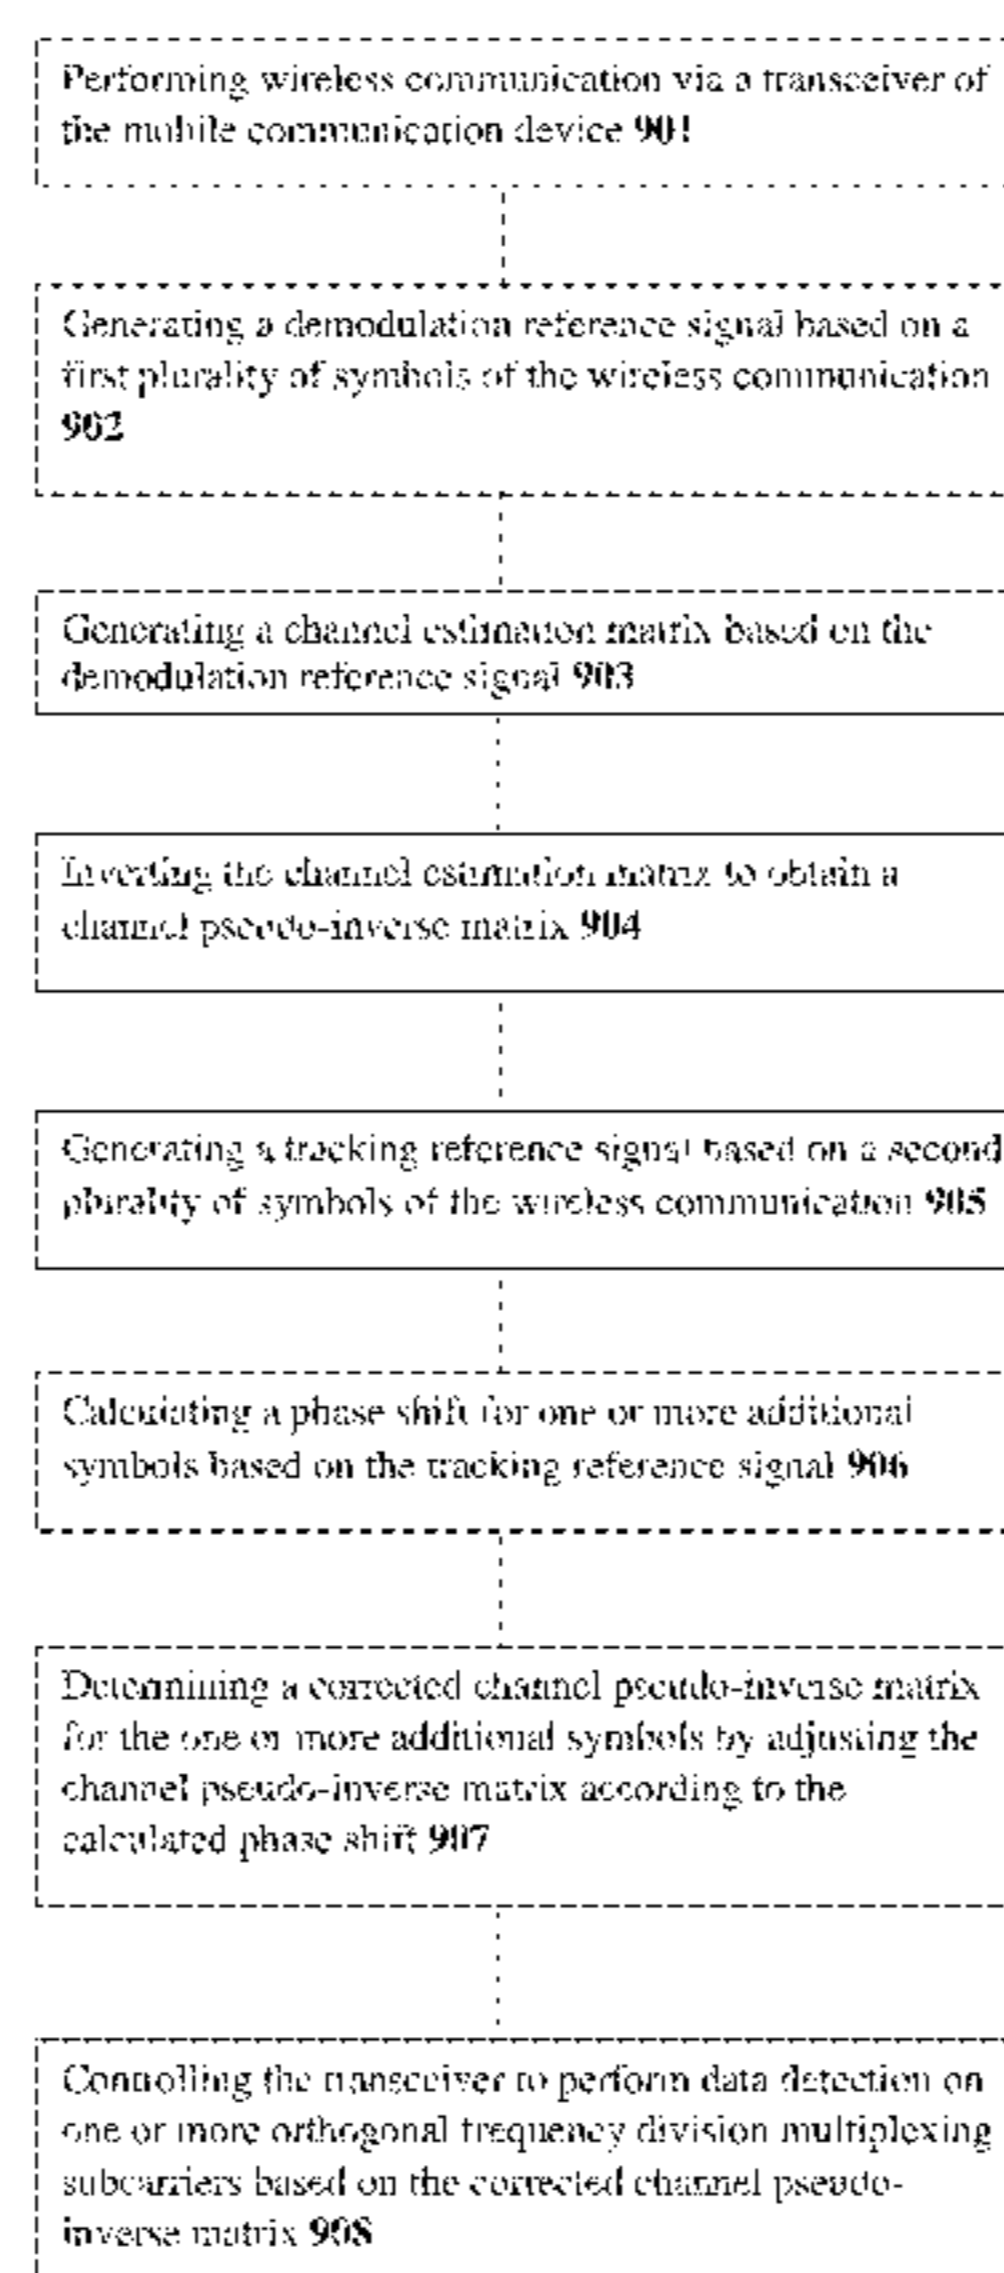 Performing wireless communication via a transceiver of
the mobile communication device 901
Generating a demodulation reference signal based on a
first plurality of symbols of the wireless communication
902
Generating a channel estimation matrix based on the
demodulation reference signal 903
Inverting the channel estimation matrix to obtain a
channel pseudo-inverse matrix 904
Generating a tracking reference signal based on a second
plurality of symbols of the wireless communication 905
Calculating a phase shift for one or more additional
symbols based on the tracking reference signal 906
Determining a corrected channel pseudo-inverse matrix
for the one or more additional symbols by adjusting the
channel pseudo-inverse matrix according to the
calculated phase shift 907
Controlling the transceiver to perform data detection on
one or more orthogonal frequency division multiplexing
subcarriers based on the corrected channel pseudo-
inverse matrix 908